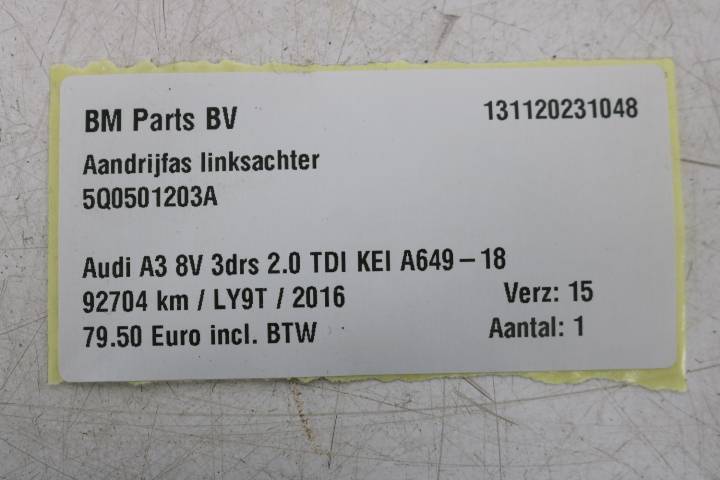 BM Parts BV 131120231048
Aandrijfas linksachter
5Q0501203A
Audi A3 8V 3drs 2.0 TDI KEI A649-18
92704 km / LY9T / 2016 Verz: 15
79.50 Euro incl. BTW Aantal: 1